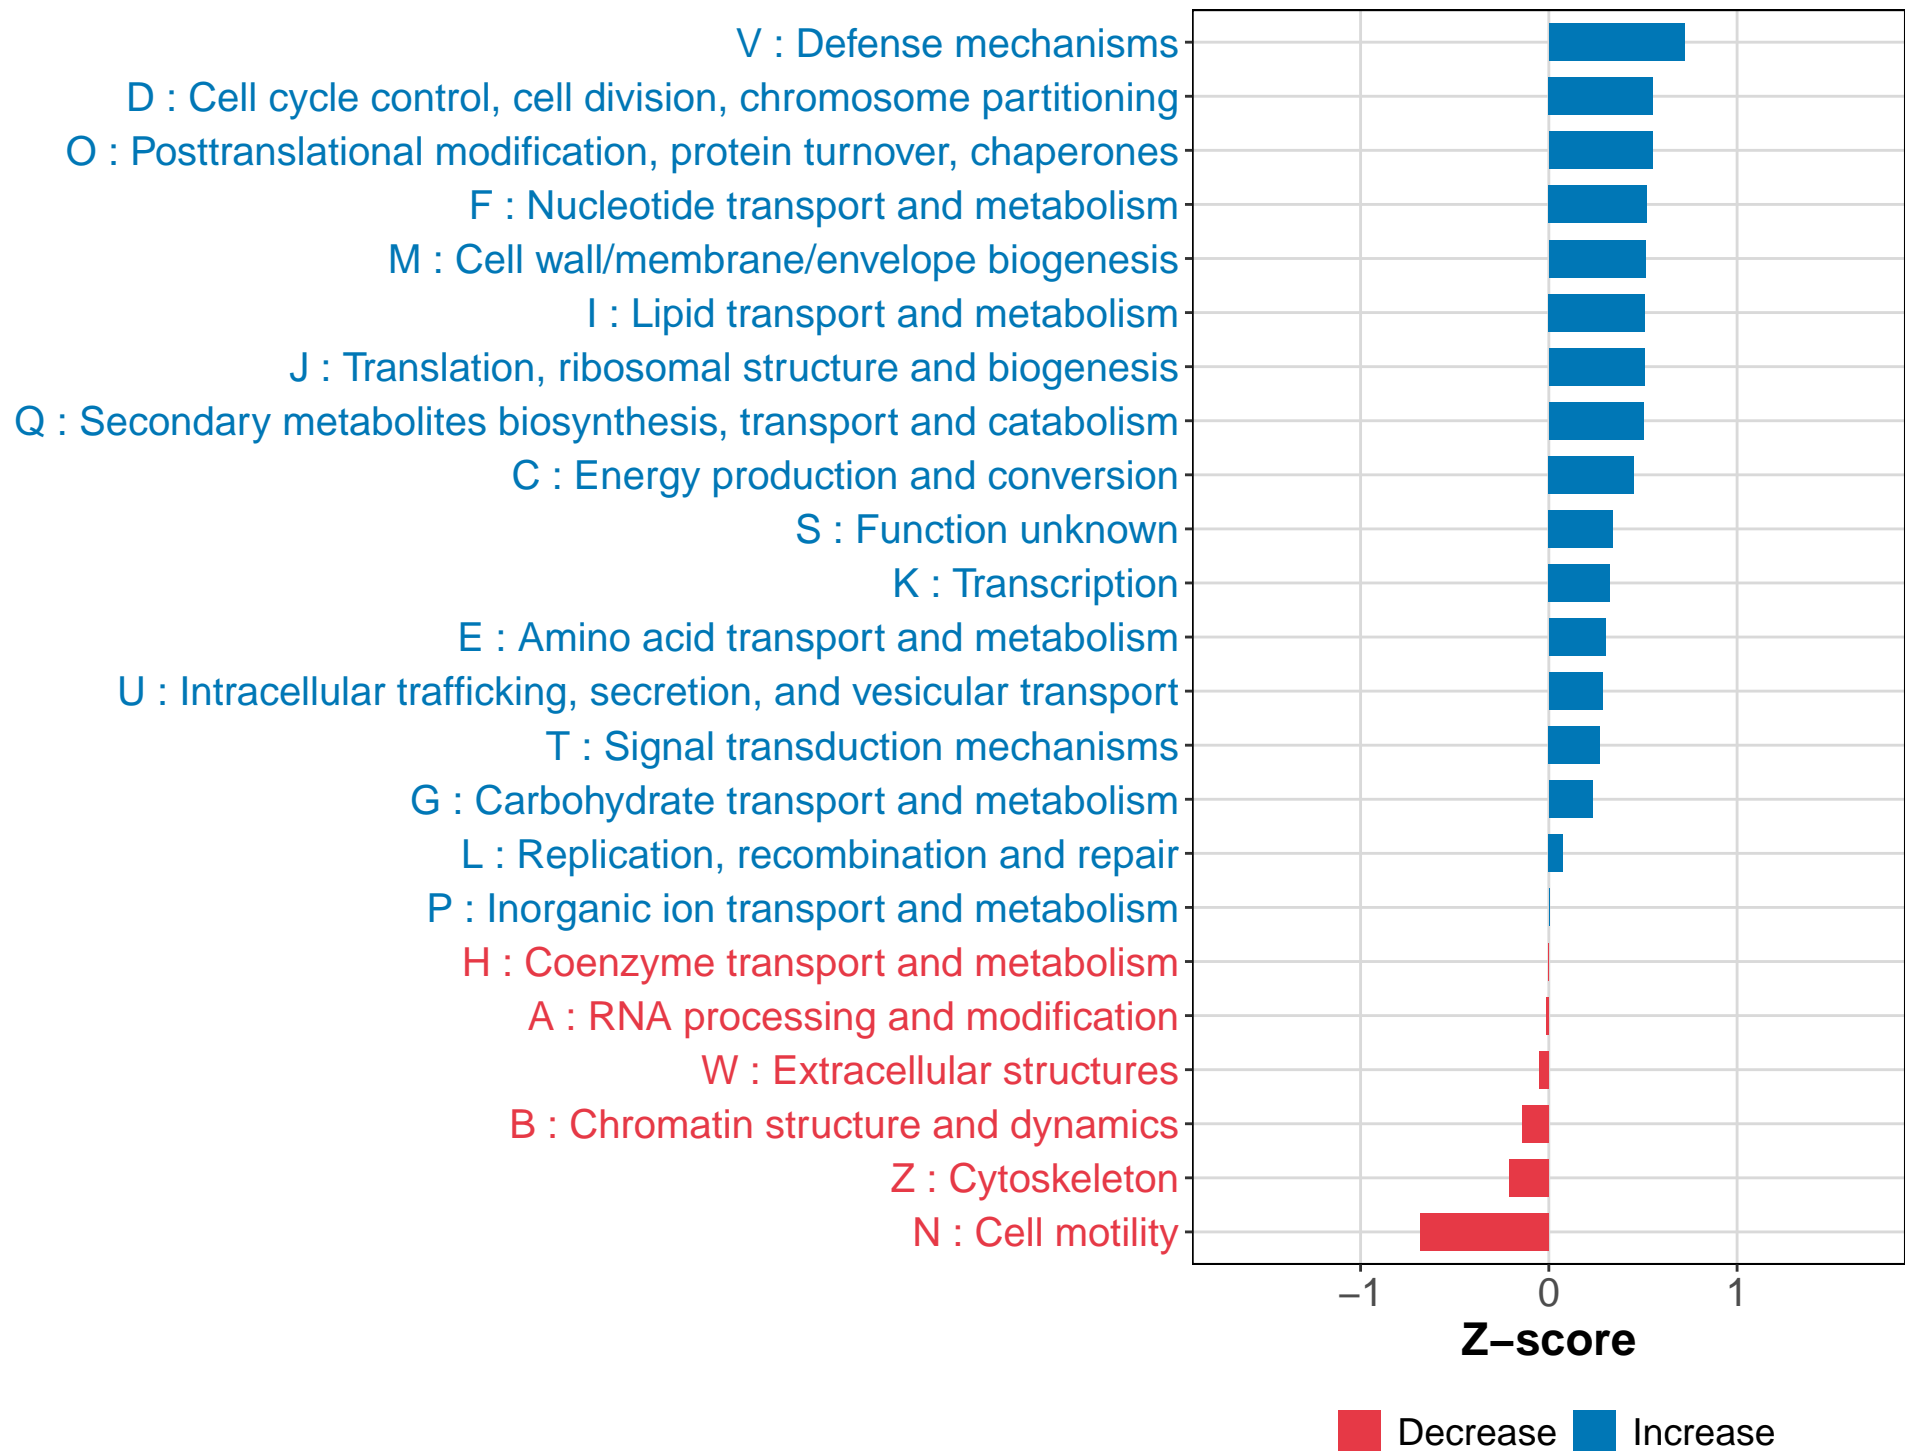 V : Defense mechanisms
D : Cell cycle control, cell division, chromosome partitioning
O : Posttranslational modification, protein turnover, chaperones
F : Nucleotide transport and metabolism
M : Cell wall/membrane/envelope biogenesis
I : Lipid transport and metabolism
J : Translation, ribosomal structure and biogenesis
Q : Secondary metabolites biosynthesis, transport and catabolism
C : Energy production and conversion
S : Function unknown
K : Transcription
E : Amino acid transport and metabolism
U : Intracellular trafficking, secretion, and vesicular transport
T : Signal transduction mechanisms
G : Carbohydrate transport and metabolism
L : Replication, recombination and repair
P : Inorganic ion transport and metabolism
H : Coenzyme transport and metabolism
A : RNA processing and modification
W : Extracellular structures
B : Chromatin structure and dynamics
Z : Cytoskeleton
N : Cell motility
−1 0 1
Z−score
Decrease Increase